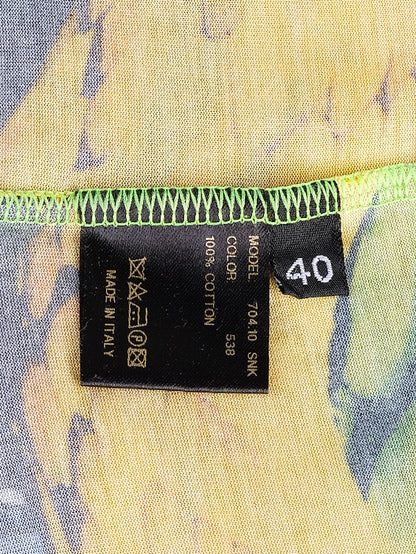 MODEL 704.10 SNK
COLOR 538
100% COTTON
MADE IN ITALY
40